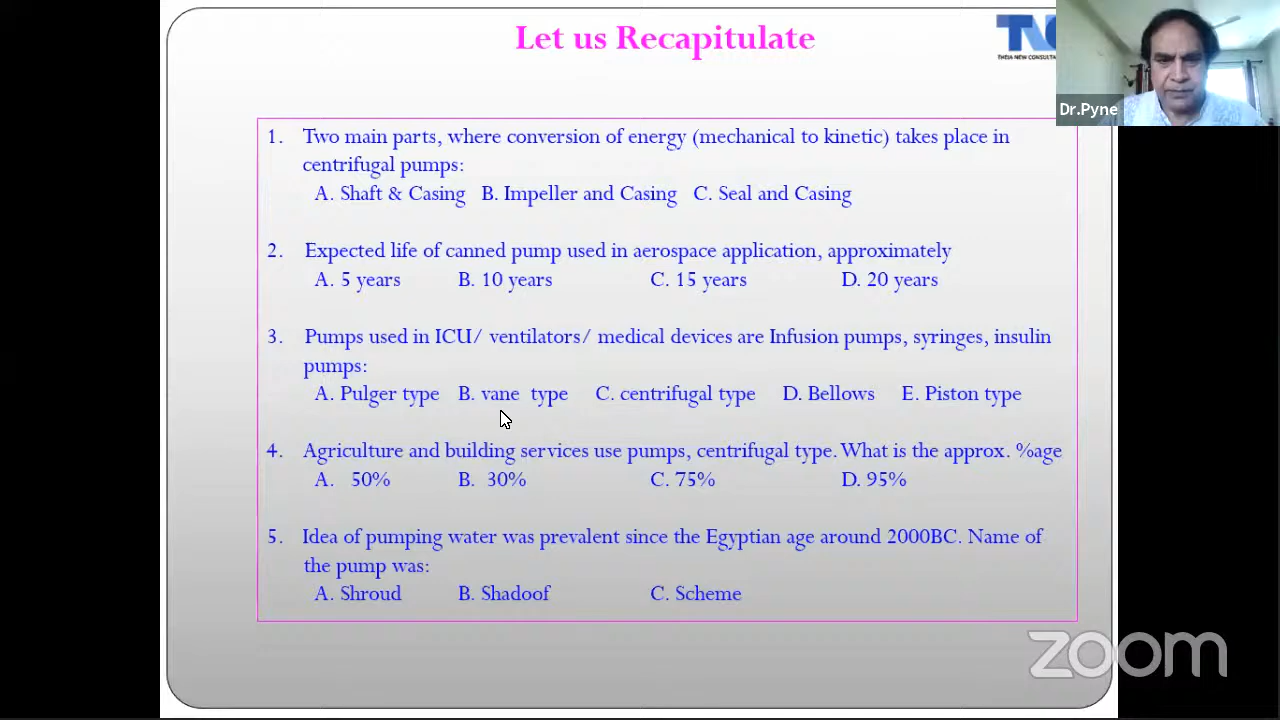 Let us Recapitulate
TNC
THEIA NEW CONSULTA
Dr.Pyne
1. Two main parts, where conversion of energy (mechanical to kinetic) takes place in
centrifugal pumps:
A. Shaft & Casing B. Impeller and Casing C. Seal and Casing
2. Expected life of canned pump used in aerospace application, approximately
A. 5 years B. 10 years C. 15 years D. 20 years
3. Pumps used in ICU/ ventilators/ medical devices are Infusion pumps, syringes, insulin
pumps:
A. Pulger type B. vane type C. centrifugal type D. Bellows E. Piston type
4. Agriculture and building services use pumps, centrifugal type. What is the approx. %age
A. 50% B. 30% C. 75% D. 95%
5. Idea of pumping water was prevalent since the Egyptian age around 2000BC. Name of
the pump was:
A. Shroud B. Shadoof C. Scheme
zoom